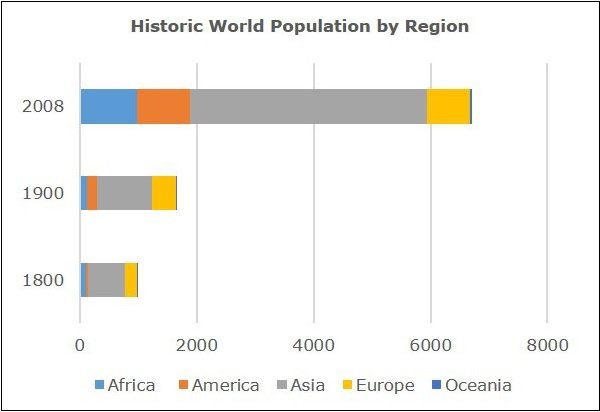 Historic World Population by Region
2008
1900
1800
0 2000 4000 6000 8000
Africa America Asia Europe Oceania